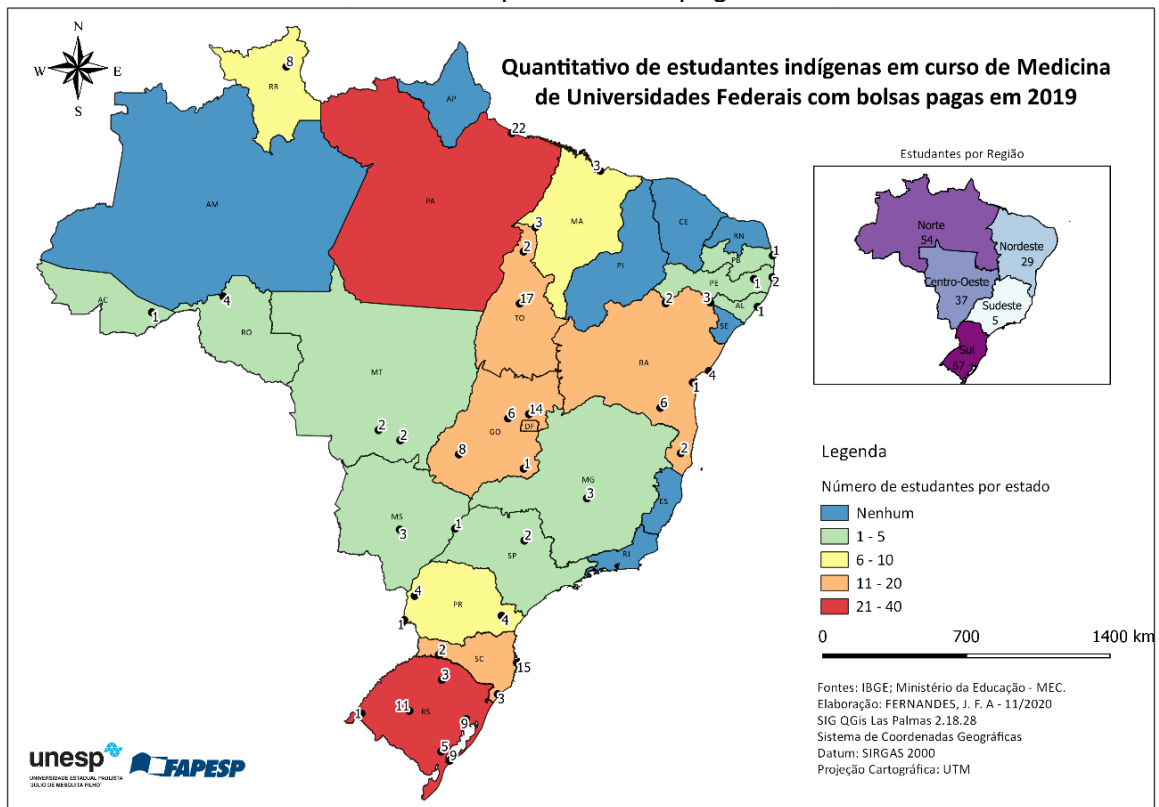 N
W E
S
Quantitativo de estudantes indígenas em curso de Medicina
de Universidades Federais com bolsas pagas em 2019
Estudantes por Região
Norte
54
Nordeste
29
Centro-Oeste
37
Sudeste
5
Sul
67
RR
8
AP
22
AM
PA
3
MA
CE
RN
3
2
PI
PB
1
PE
1
2
AC
1
4
RO
17
TO
2
3
AL
1
SE
MT
BA
4
1
6
14
6
DF
GO
8
1
2
2
2
MG
3
ES
MS
3
1
2
SP
RJ
4
PR
4
1
2
SC
15
3
3
1
11
RS
9
5
9
Legenda
Número de estudantes por estado
Nenhum
1 - 5
6 - 10
11 - 20
21 - 40
0 700 1400 km
Fontes: IBGE; Ministério da Educação - MEC.
Elaboração: FERNANDES, J. F. A - 11/2020
SIG QGis Las Palmas 2.18.28
Sistema de Coordenadas Geográficas
Datum: SIRGAS 2000
Projeção Cartográfica: UTM
unesp
UNIVERSIDADE ESTADUAL PAULISTA
"JÚLIO DE MESQUITA FILHO"
FAPESP